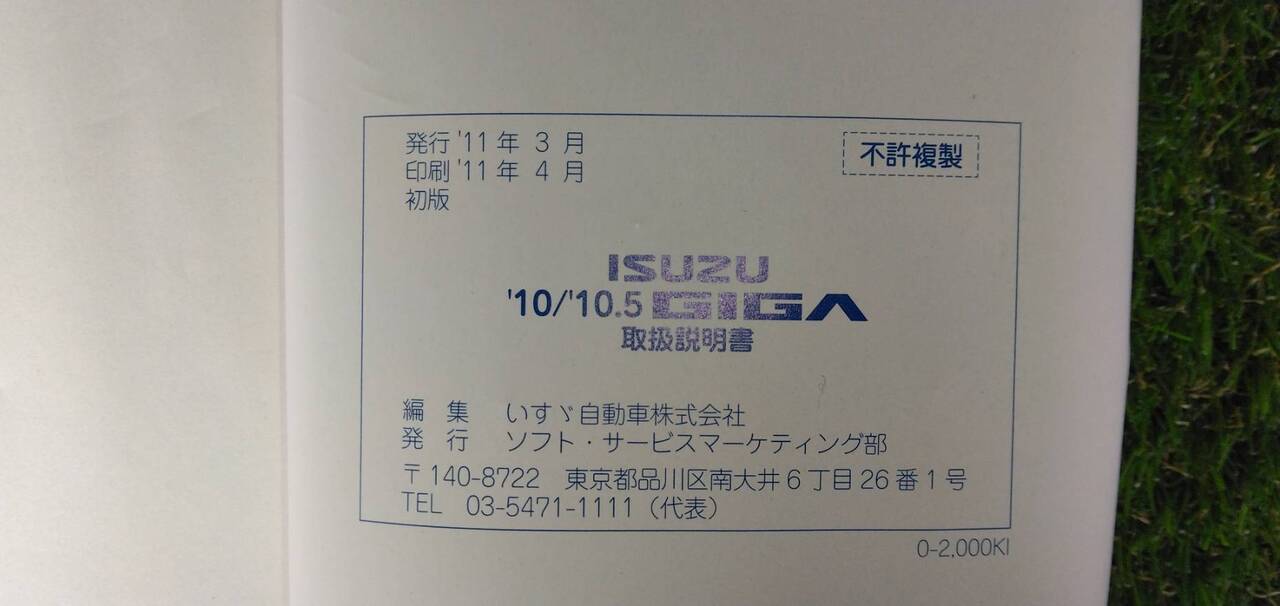 発行 '11 年 3 月
不許複製
印刷 '11 年 4 月
初版
ISUZU
'10/'10.5 GIGA
取扱説明書
編 集 いすゞ自動車株式会社
発 行 ソフト・サービスマーケティング部
〒140-8722 東京都品川区南大井6丁目26番1号
TEL 03-5471-1111（代表）
0-2,000KI